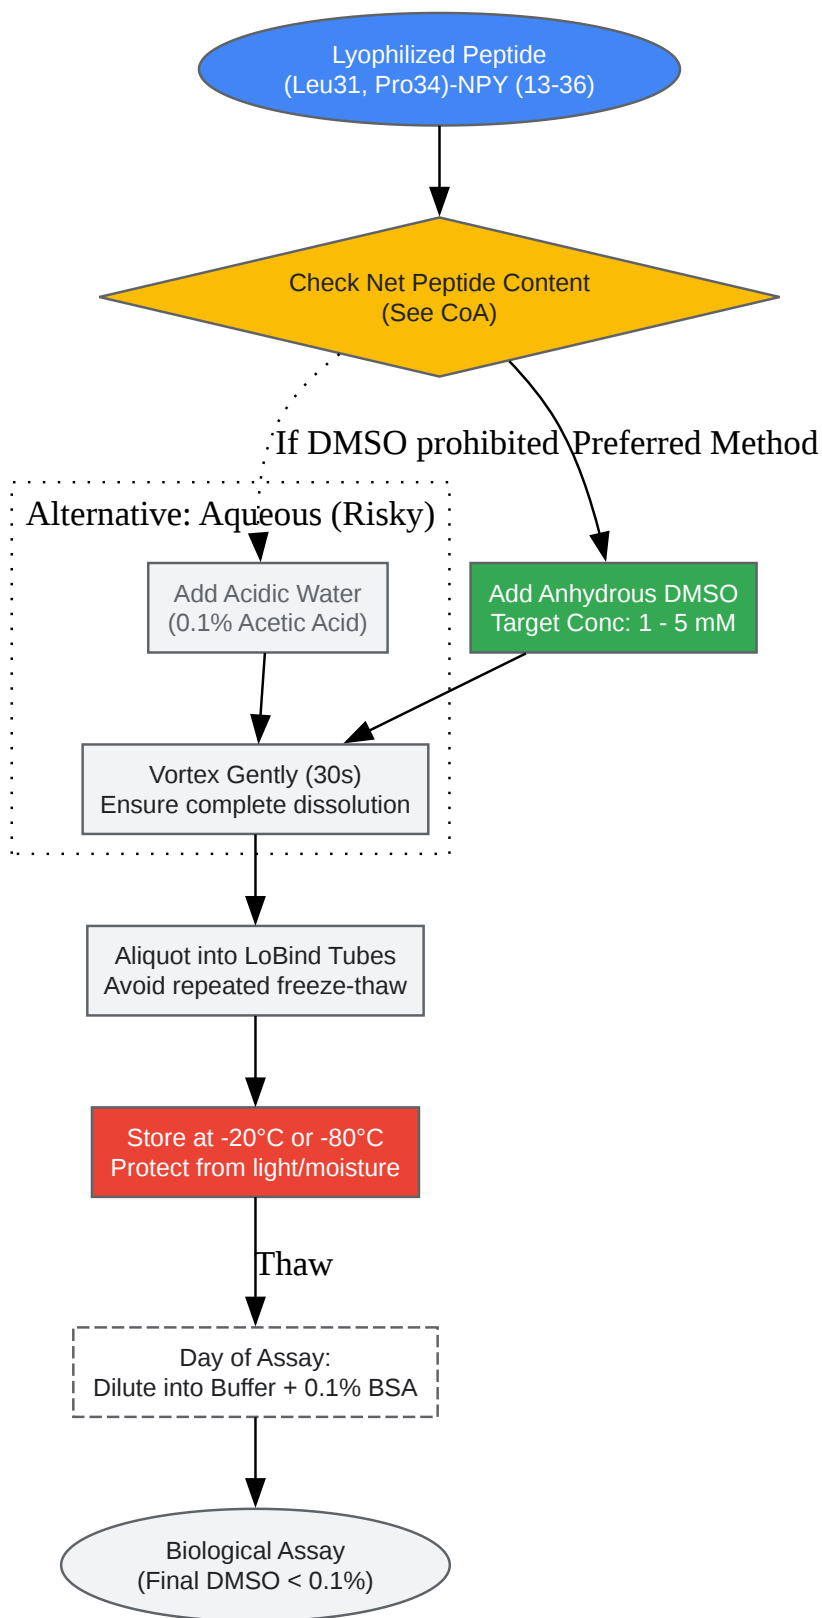 Lyophilized Peptide
(Leu31, Pro34)-NPY (13-36)
Check Net Peptide Content
(See CoA)
If DMSO prohibited
Preferred Method
Alternative: Aqueous (Risky)
Add Acidic Water
(0.1% Acetic Acid)
Add Anhydrous DMSO
Target Conc: 1 - 5 mM
Vortex Gently (30s)
Ensure complete dissolution
Aliquot into LoBind Tubes
Avoid repeated freeze-thaw
Store at -20°C or -80°C
Protect from light/moisture
Thaw
Day of Assay:
Dilute into Buffer + 0.1% BSA
Biological Assay
(Final DMSO < 0.1%)